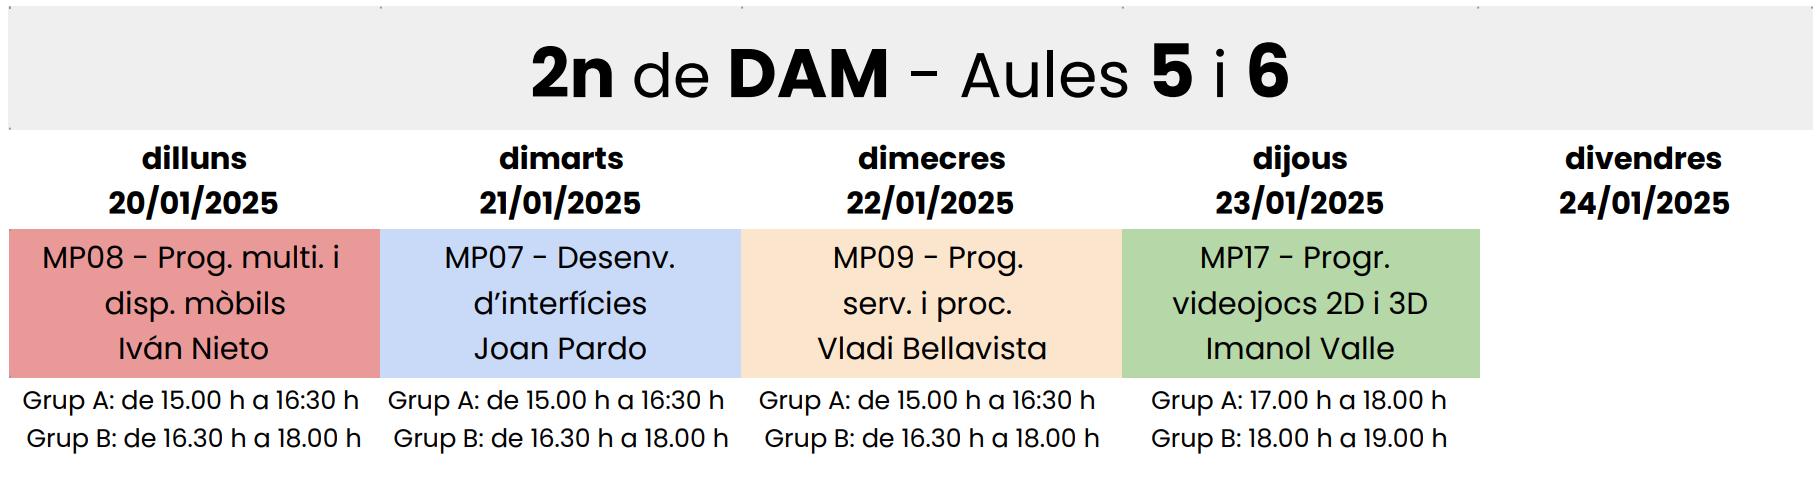 2n de DAM - Aules 5 i 6
dilluns
20/01/2025
dimarts
21/01/2025
dimecres
22/01/2025
dijous
23/01/2025
divendres
24/01/2025
MP08 - Prog. multi. i
disp. mòbils
Iván Nieto
MP07 - Desenv.
d’interfícies
Joan Pardo
MP09 - Prog.
serv. i proc.
Vladi Bellavista
MP17 - Progr.
videojocs 2D i 3D
Imanol Valle
Grup A: de 15.00 h a 16:30 h
Grup B: de 16.30 h a 18.00 h
Grup A: de 15.00 h a 16:30 h
Grup B: de 16.30 h a 18.00 h
Grup A: de 15.00 h a 16:30 h
Grup B: de 16.30 h a 18.00 h
Grup A: 17.00 h a 18.00 h
Grup B: 18.00 h a 19.00 h